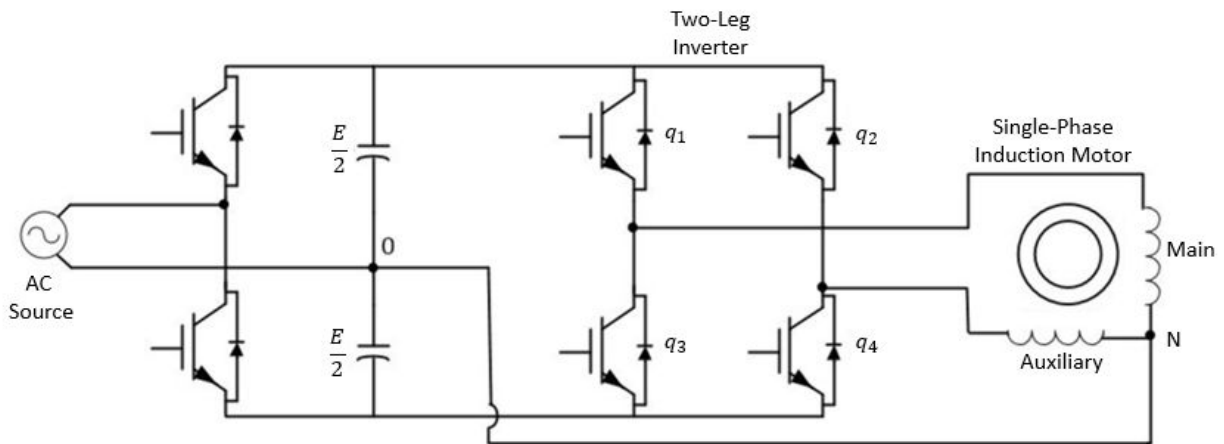 Two-Leg
Inverter
E
2
q1
q2
Single-Phase
Induction Motor
0
AC
Source
Main
E
2
q3
q4
N
Auxiliary